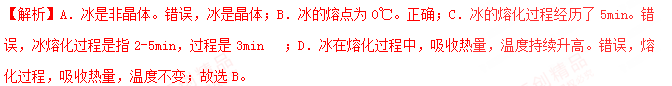 【解析】A．冰是非晶体。错误，冰是晶体；B．冰的熔点为 0℃。正确；C．冰的熔化过程经历了 5min。错
误，冰熔化过程是指 2-5min，过程是 3min ；D．冰在熔化过程中，吸收热量，温度持续升高。错误，熔
化过程，吸收热量，温度不变；故选 B。